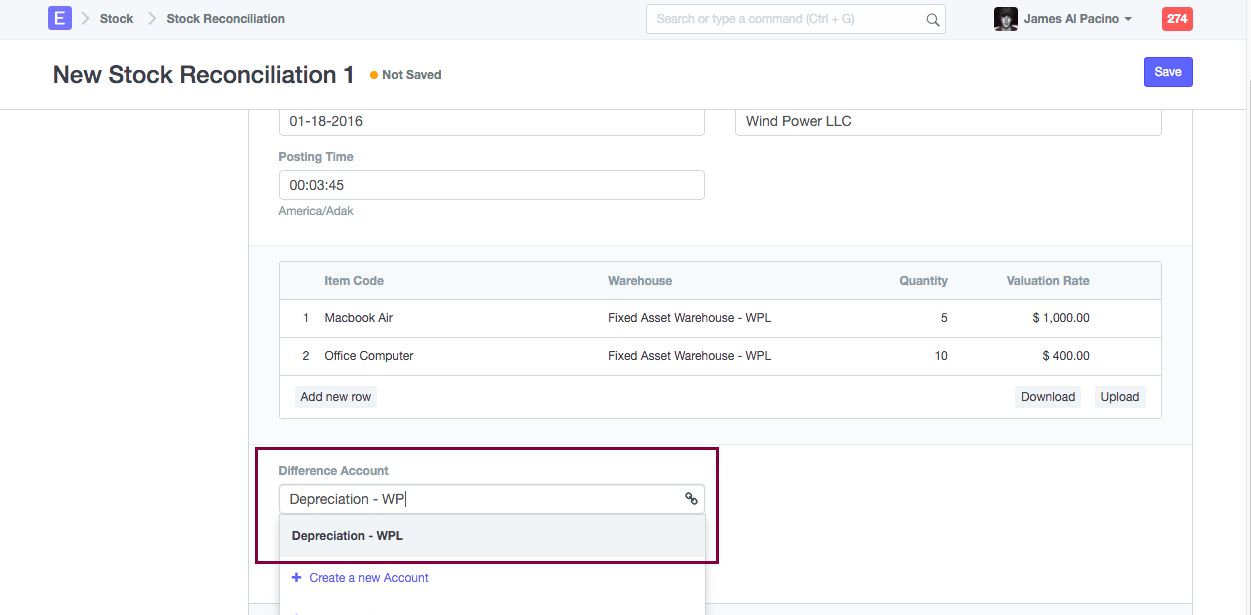 E Stock Stock Reconciliation Search or type a command (Ctrl + G) James Al Pacino 274
New Stock Reconciliation 1 Not Saved Save
01-18-2016 Wind Power LLC
Posting Time
00:03:45
America/Adak
Item Code Warehouse Quantity Valuation Rate
1 Macbook Air Fixed Asset Warehouse - WPL 5 $ 1,000.00
2 Office Computer Fixed Asset Warehouse - WPL 10 $ 400.00
Add new row Download Upload
Difference Account
Depreciation - WP
Depreciation - WPL
+ Create a new Account